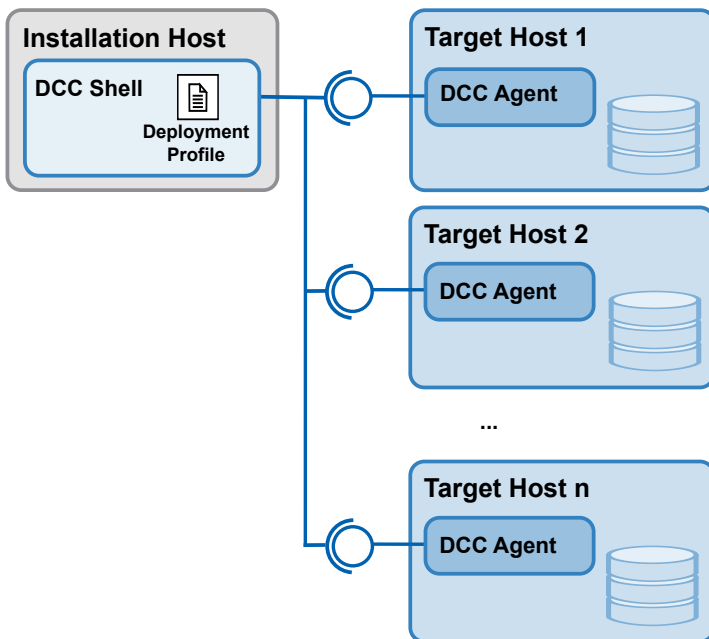 Installation Host
DCC Shell
Deployment
Profile
Target Host 1
DCC Agent
Target Host 2
DCC Agent
...
Target Host n
DCC Agent